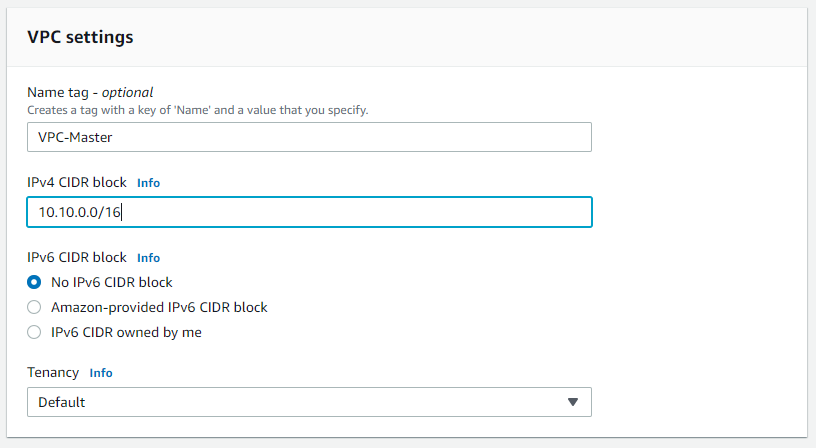 VPC settings
Name tag - optional
Creates a tag with a key of 'Name' and a value that you specify.
VPC-Master
IPv4 CIDR block Info
10.10.0.0/16
IPv6 CIDR block Info
No IPv6 CIDR block
Amazon-provided IPv6 CIDR block
IPv6 CIDR owned by me
Tenancy Info
Default